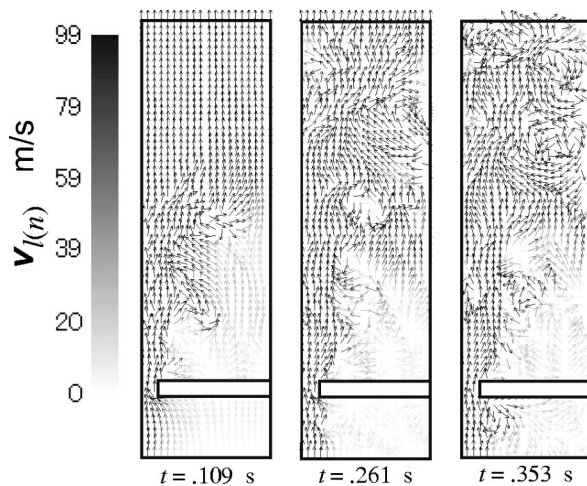 99
79
59
39
20
0
v_l(n) m/s
t = .109 s
t = .261 s
t = .353 s